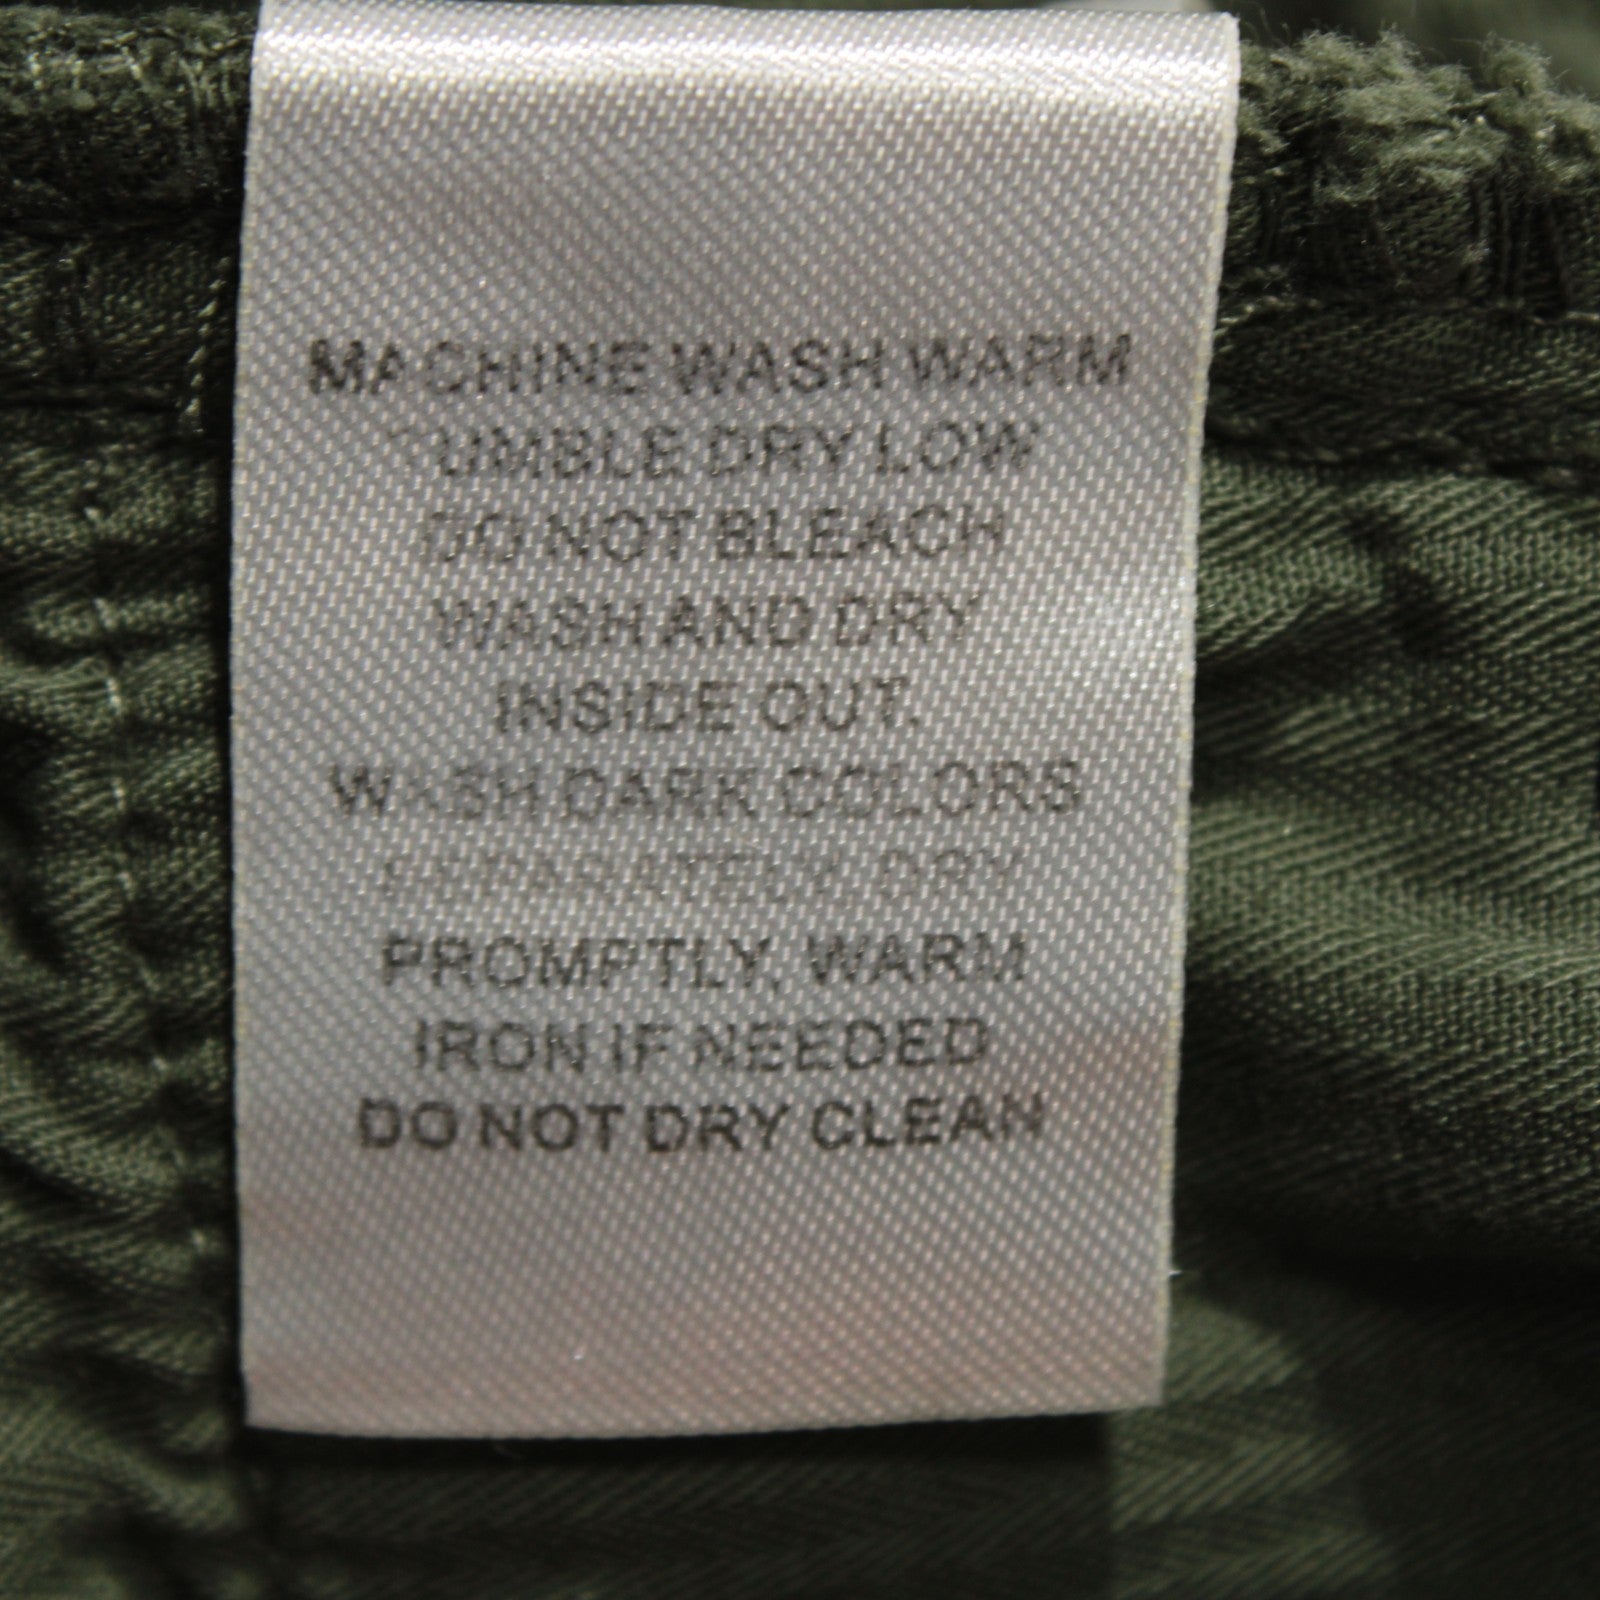 MACHINE WASH WARM
TUMBLE DRY LOW
DO NOT BLEACH
WASH AND DRY
INSIDE OUT.
WASH DARK COLORS
SEPARATELY DRY
PROMPTLY, WARM
IRON IF NEEDED
DO NOT DRY CLEAN